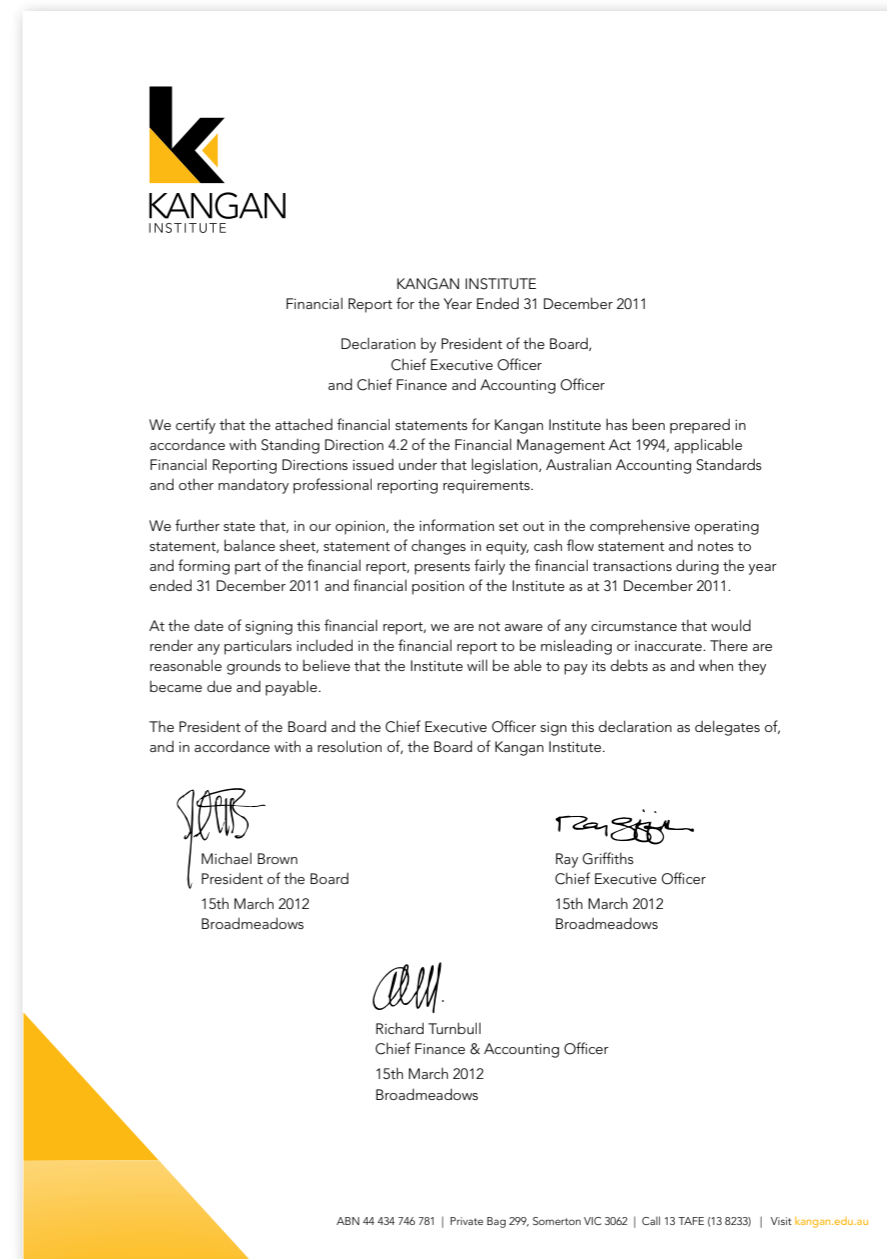 KANGAN
INSTITUTE
KANGAN INSTITUTE
Financial Report for the Year Ended 31 December 2011
Declaration by President of the Board,
Chief Executive Officer
and Chief Finance and Accounting Officer
We certify that the attached financial statements for Kangan Institute has been prepared in
accordance with Standing Direction 4.2 of the Financial Management Act 1994, applicable
Financial Reporting Directions issued under that legislation, Australian Accounting Standards
and other mandatory professional reporting requirements.
We further state that, in our opinion, the information set out in the comprehensive operating
statement, balance sheet, statement of changes in equity, cash flow statement and notes to
and forming part of the financial report, presents fairly the financial transactions during the year
ended 31 December 2011 and financial position of the Institute as at 31 December 2011.
At the date of signing this financial report, we are not aware of any circumstance that would
render any particulars included in the financial report to be misleading or inaccurate. There are
reasonable grounds to believe that the Institute will be able to pay its debts as and when they
became due and payable.
The President of the Board and the Chief Executive Officer sign this declaration as delegates of,
and in accordance with a resolution of, the Board of Kangan Institute.
Michael Brown
President of the Board
15th March 2012
Broadmeadows
Ray Griffiths
Chief Executive Officer
15th March 2012
Broadmeadows
Richard Turnbull
Chief Finance & Accounting Officer
15th March 2012
Broadmeadows
ABN 44 434 746 781 | Private Bag 299, Somerton VIC 3062 | Call 13 TAFE (13 8233) | Visit kangan.edu.au